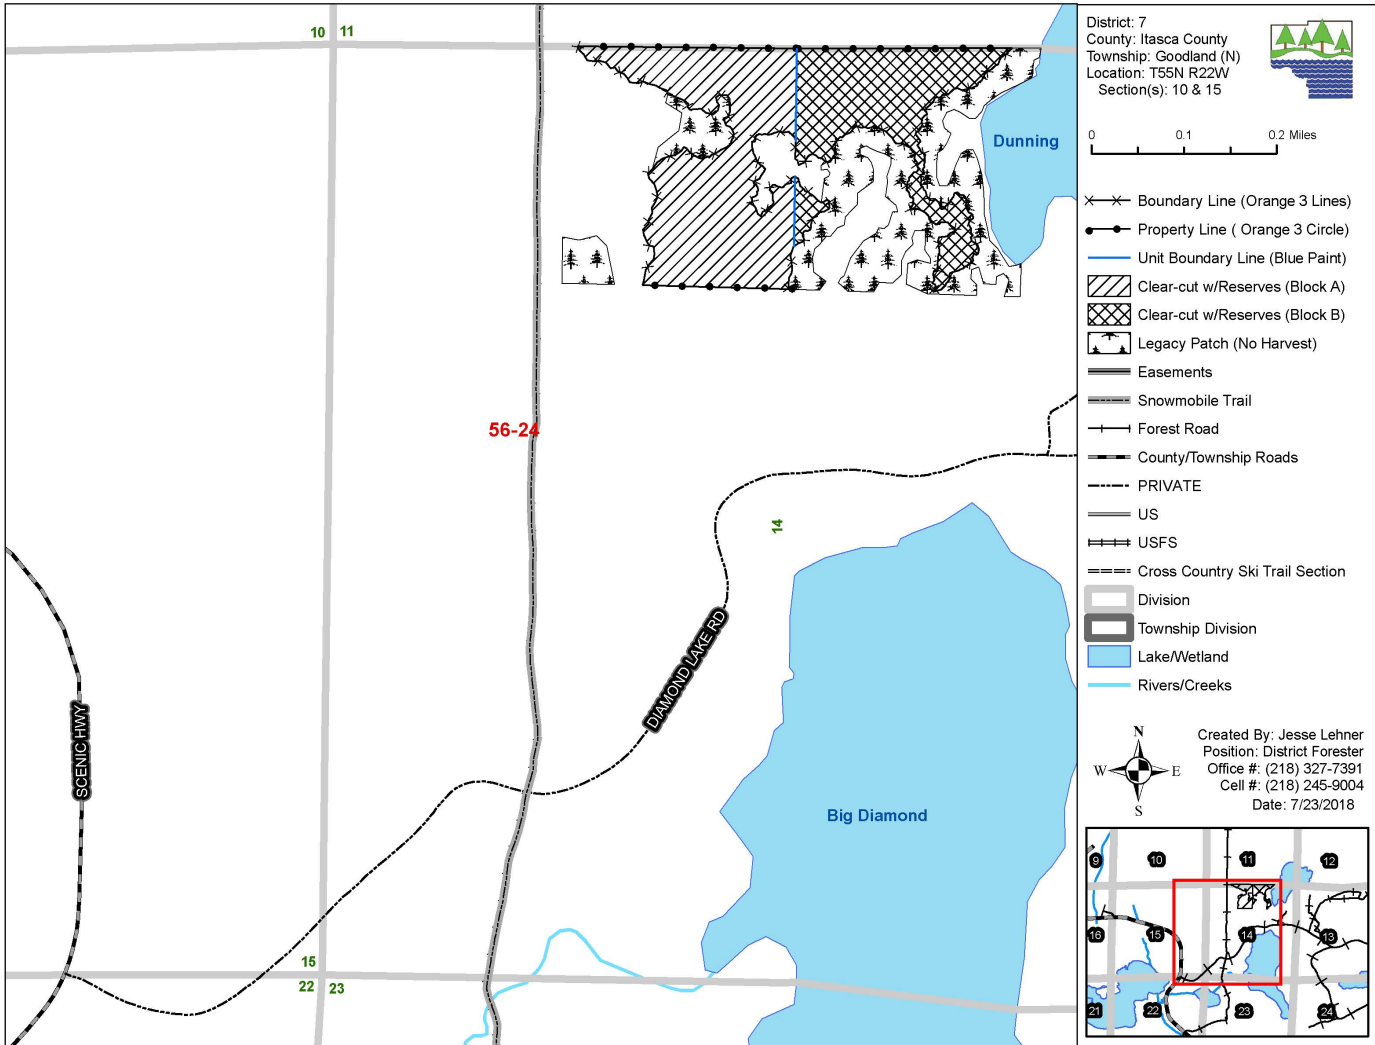 10 11
56-24
14
15
22 23
SCENIC HWY
DIAMOND LAKE RD
Dunning
Big Diamond
District: 7
County: Itasca County
Township: Goodland (N)
Location: T55N R22W
Section(s): 10 & 15
0 0.1 0.2 Miles
Boundary Line (Orange 3 Lines)
Property Line ( Orange 3 Circle)
Unit Boundary Line (Blue Paint)
Clear-cut w/Reserves (Block A)
Clear-cut w/Reserves (Block B)
Legacy Patch (No Harvest)
Easements
Snowmobile Trail
Forest Road
County/Township Roads
PRIVATE
US
USFS
Cross Country Ski Trail Section
Division
Township Division
Lake/Wetland
Rivers/Creeks
N
W E
S
Created By: Jesse Lehner
Position: District Forester
Office #: (218) 327-7391
Cell #: (218) 245-9004
Date: 7/23/2018
9 10 11 12
16 15 14 13
21 22 23 24